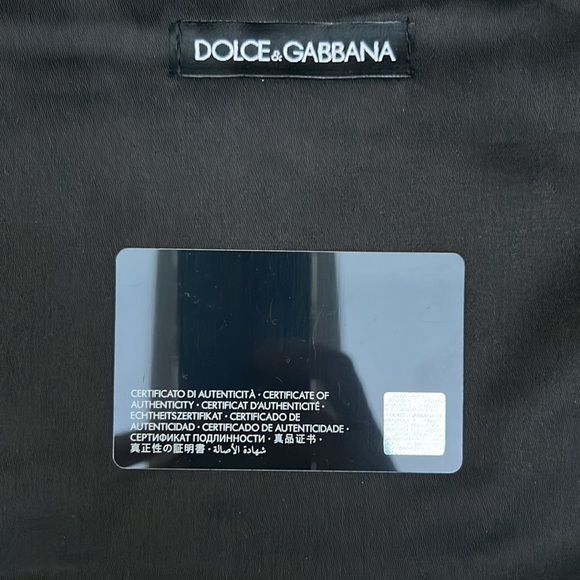 DOLCE&GABBANA
CERTIFICATO DI AUTENTICITÀ · CERTIFICATE OF
AUTHENTICITY · CERTIFICAT D'AUTHENTICITÉ ·
ECHTHEITSZERTIFIKAT · CERTIFICADO DE
AUTENTICIDAD · CERTIFICADO DE AUTENTICIDADE ·
СЕРТИФИКАТ ПОДЛИННОСТИ · 真品证书 ·
真正性の証明書 · شهادة الأصالة